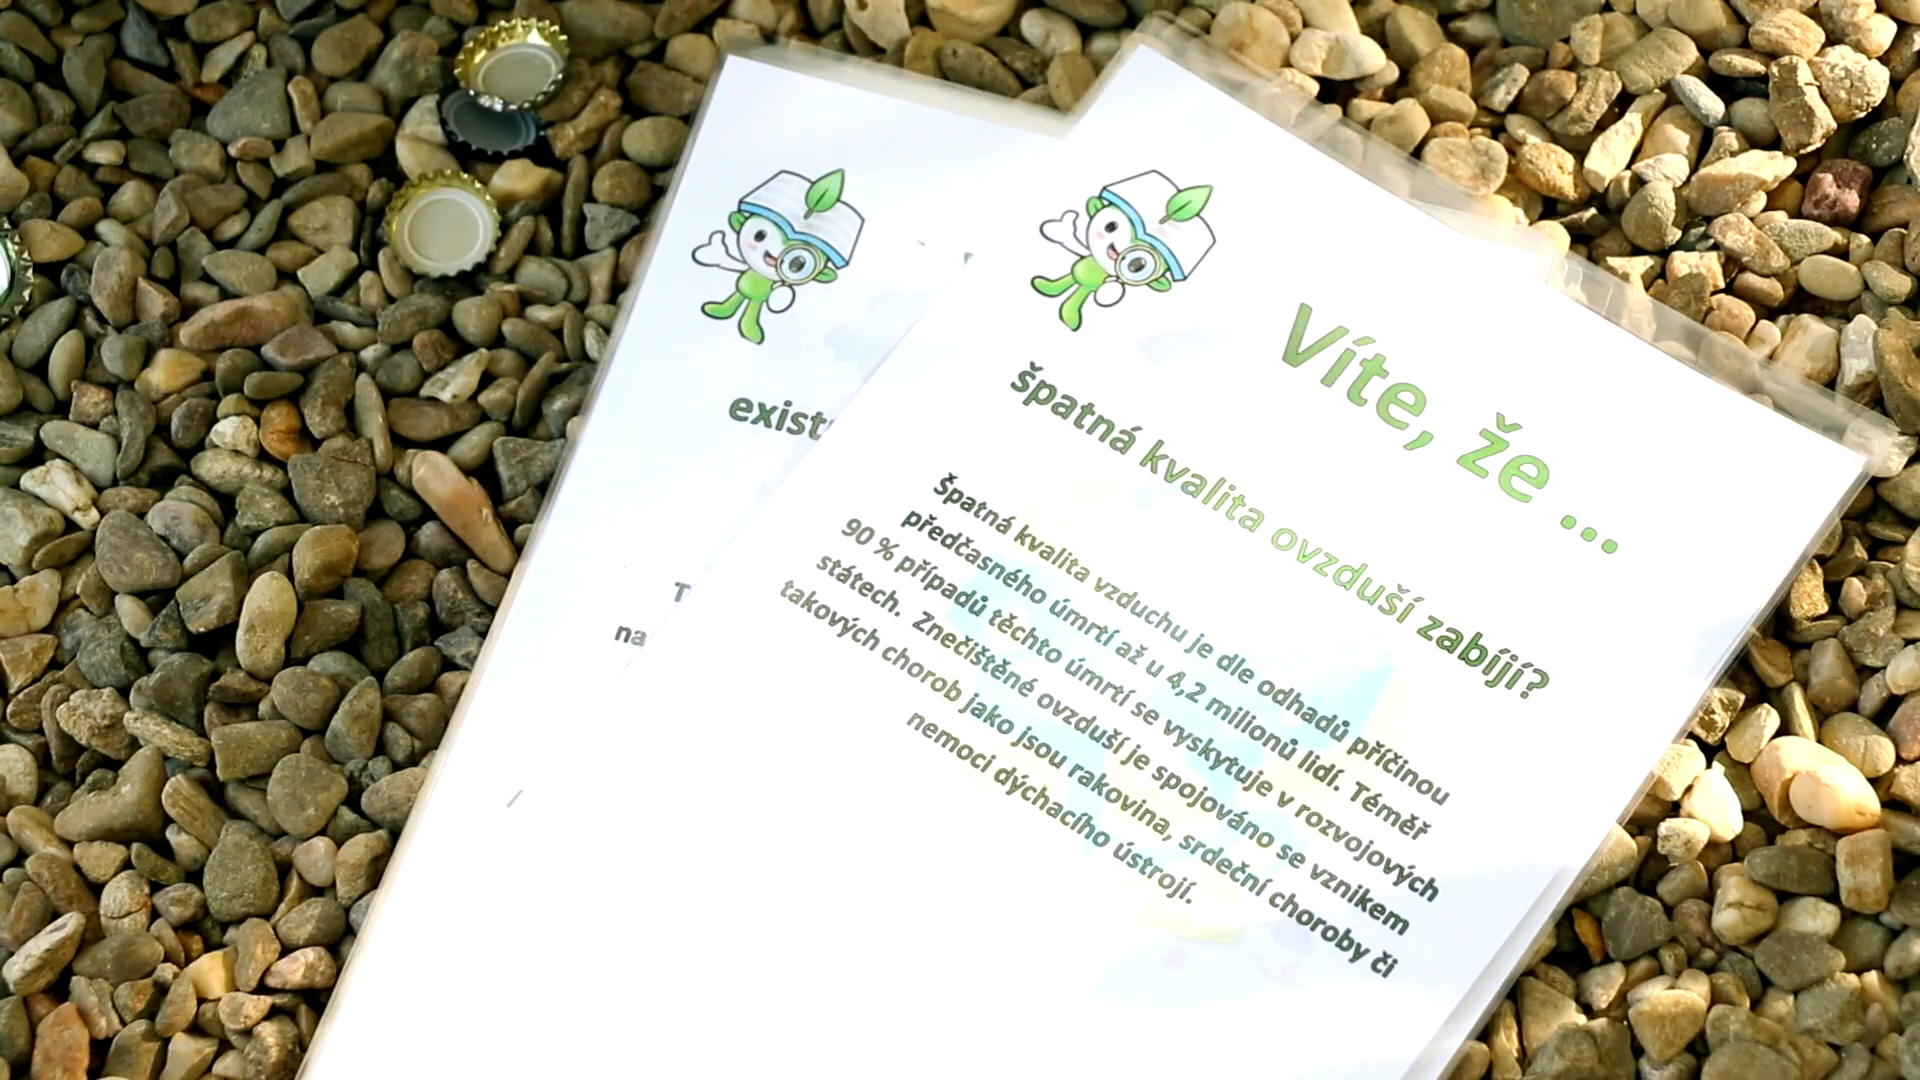 Víte, že ...
špatná kvalita ovzduší zabíjí?
Špatná kvalita vzduchu je dle odhadů příčinou
předčasného úmrtí až u 4,2 milionů lidí. Téměř
90 % případů těchto úmrtí se vyskytuje v rozvojových
státech. Znečištěné ovzduší je spojováno se vznikem
takových chorob jako jsou rakovina, srdeční choroby či
nemoci dýchacího ústrojí.
exist
T
na